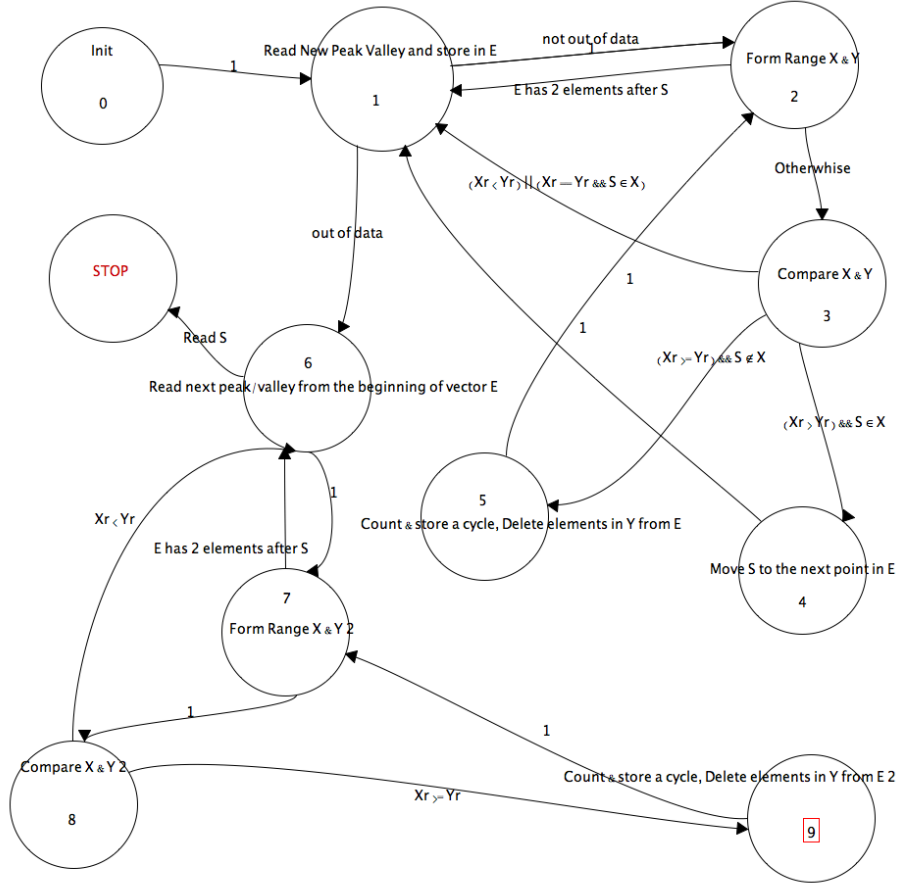 Init
0
1
Read New Peak Valley and store in E
1
not out of data
1
E has 2 elements after S
Form Range X & Y
2
Otherwhise
(Xr < Yr) || (Xr == Yr && S ∈ X)
Compare X & Y
3
out of data
STOP
Read S
6
Read next peak/valley from the beginning of vector E
1
1
(Xr >= Yr) && S ∉ X
(Xr > Yr) && S ∈ X
5
Count & store a cycle, Delete elements in Y from E
Move S to the next point in E
4
1
Xr < Yr
E has 2 elements after S
7
Form Range X & Y 2
1
1
Compare X & Y 2
8
Xr >= Yr
Count & store a cycle, Delete elements in Y from E 2
9